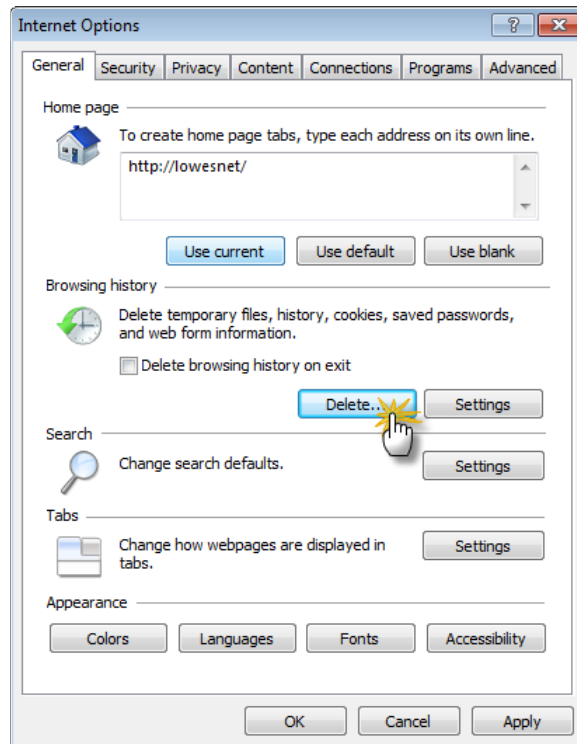 Internet Options
General Security Privacy Content Connections Programs Advanced
Home page
To create home page tabs, type each address on its own line.
http://lowesnet/
Use current Use default Use blank
Browsing history
Delete temporary files, history, cookies, saved passwords,
and web form information.
Delete browsing history on exit
Delete... Settings
Search
Change search defaults.
Settings
Tabs
Change how webpages are displayed in
tabs.
Settings
Appearance
Colors Languages Fonts Accessibility
OK Cancel Apply